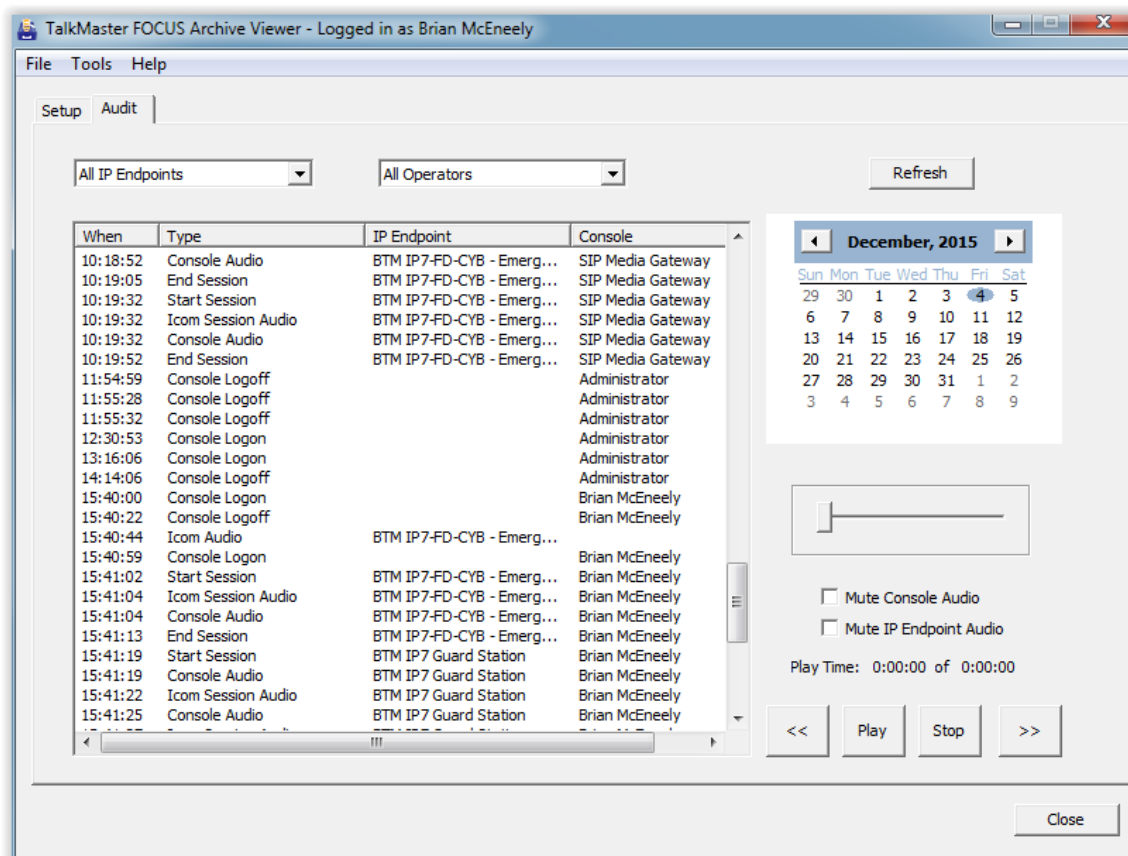 TalkMaster FOCUS Archive Viewer - Logged in as Brian McEneely
File Tools Help
Setup Audit
All IP Endpoints All Operators Refresh
When Type IP Endpoint Console
10:18:52 Console Audio BTM IP7-FD-CYB - Emerg... SIP Media Gateway
10:19:05 End Session BTM IP7-FD-CYB - Emerg... SIP Media Gateway
10:19:32 Start Session BTM IP7-FD-CYB - Emerg... SIP Media Gateway
10:19:32 Icom Session Audio BTM IP7-FD-CYB - Emerg... SIP Media Gateway
10:19:32 Console Audio BTM IP7-FD-CYB - Emerg... SIP Media Gateway
10:19:52 End Session BTM IP7-FD-CYB - Emerg... SIP Media Gateway
11:54:59 Console Logoff Administrator
11:55:28 Console Logoff Administrator
11:55:32 Console Logoff Administrator
12:30:53 Console Logon Administrator
13:16:06 Console Logon Administrator
14:14:06 Console Logoff Administrator
15:40:00 Console Logon Brian McEneely
15:40:22 Console Logoff Brian McEneely
15:40:44 Icom Audio BTM IP7-FD-CYB - Emerg...
15:40:59 Console Logon Brian McEneely
15:41:02 Start Session BTM IP7-FD-CYB - Emerg... Brian McEneely
15:41:04 Icom Session Audio BTM IP7-FD-CYB - Emerg... Brian McEneely
15:41:04 Console Audio BTM IP7-FD-CYB - Emerg... Brian McEneely
15:41:13 End Session BTM IP7-FD-CYB - Emerg... Brian McEneely
15:41:19 Start Session BTM IP7 Guard Station Brian McEneely
15:41:19 Console Audio BTM IP7 Guard Station Brian McEneely
15:41:22 Icom Session Audio BTM IP7 Guard Station Brian McEneely
15:41:25 Console Audio BTM IP7 Guard Station Brian McEneely
December, 2015
Sun Mon Tue Wed Thu Fri Sat
29 30 1 2 3 4 5
6 7 8 9 10 11 12
13 14 15 16 17 18 19
20 21 22 23 24 25 26
27 28 29 30 31 1 2
3 4 5 6 7 8 9
Mute Console Audio
Mute IP Endpoint Audio
Play Time: 0:00:00 of 0:00:00
<< Play Stop >>
Close